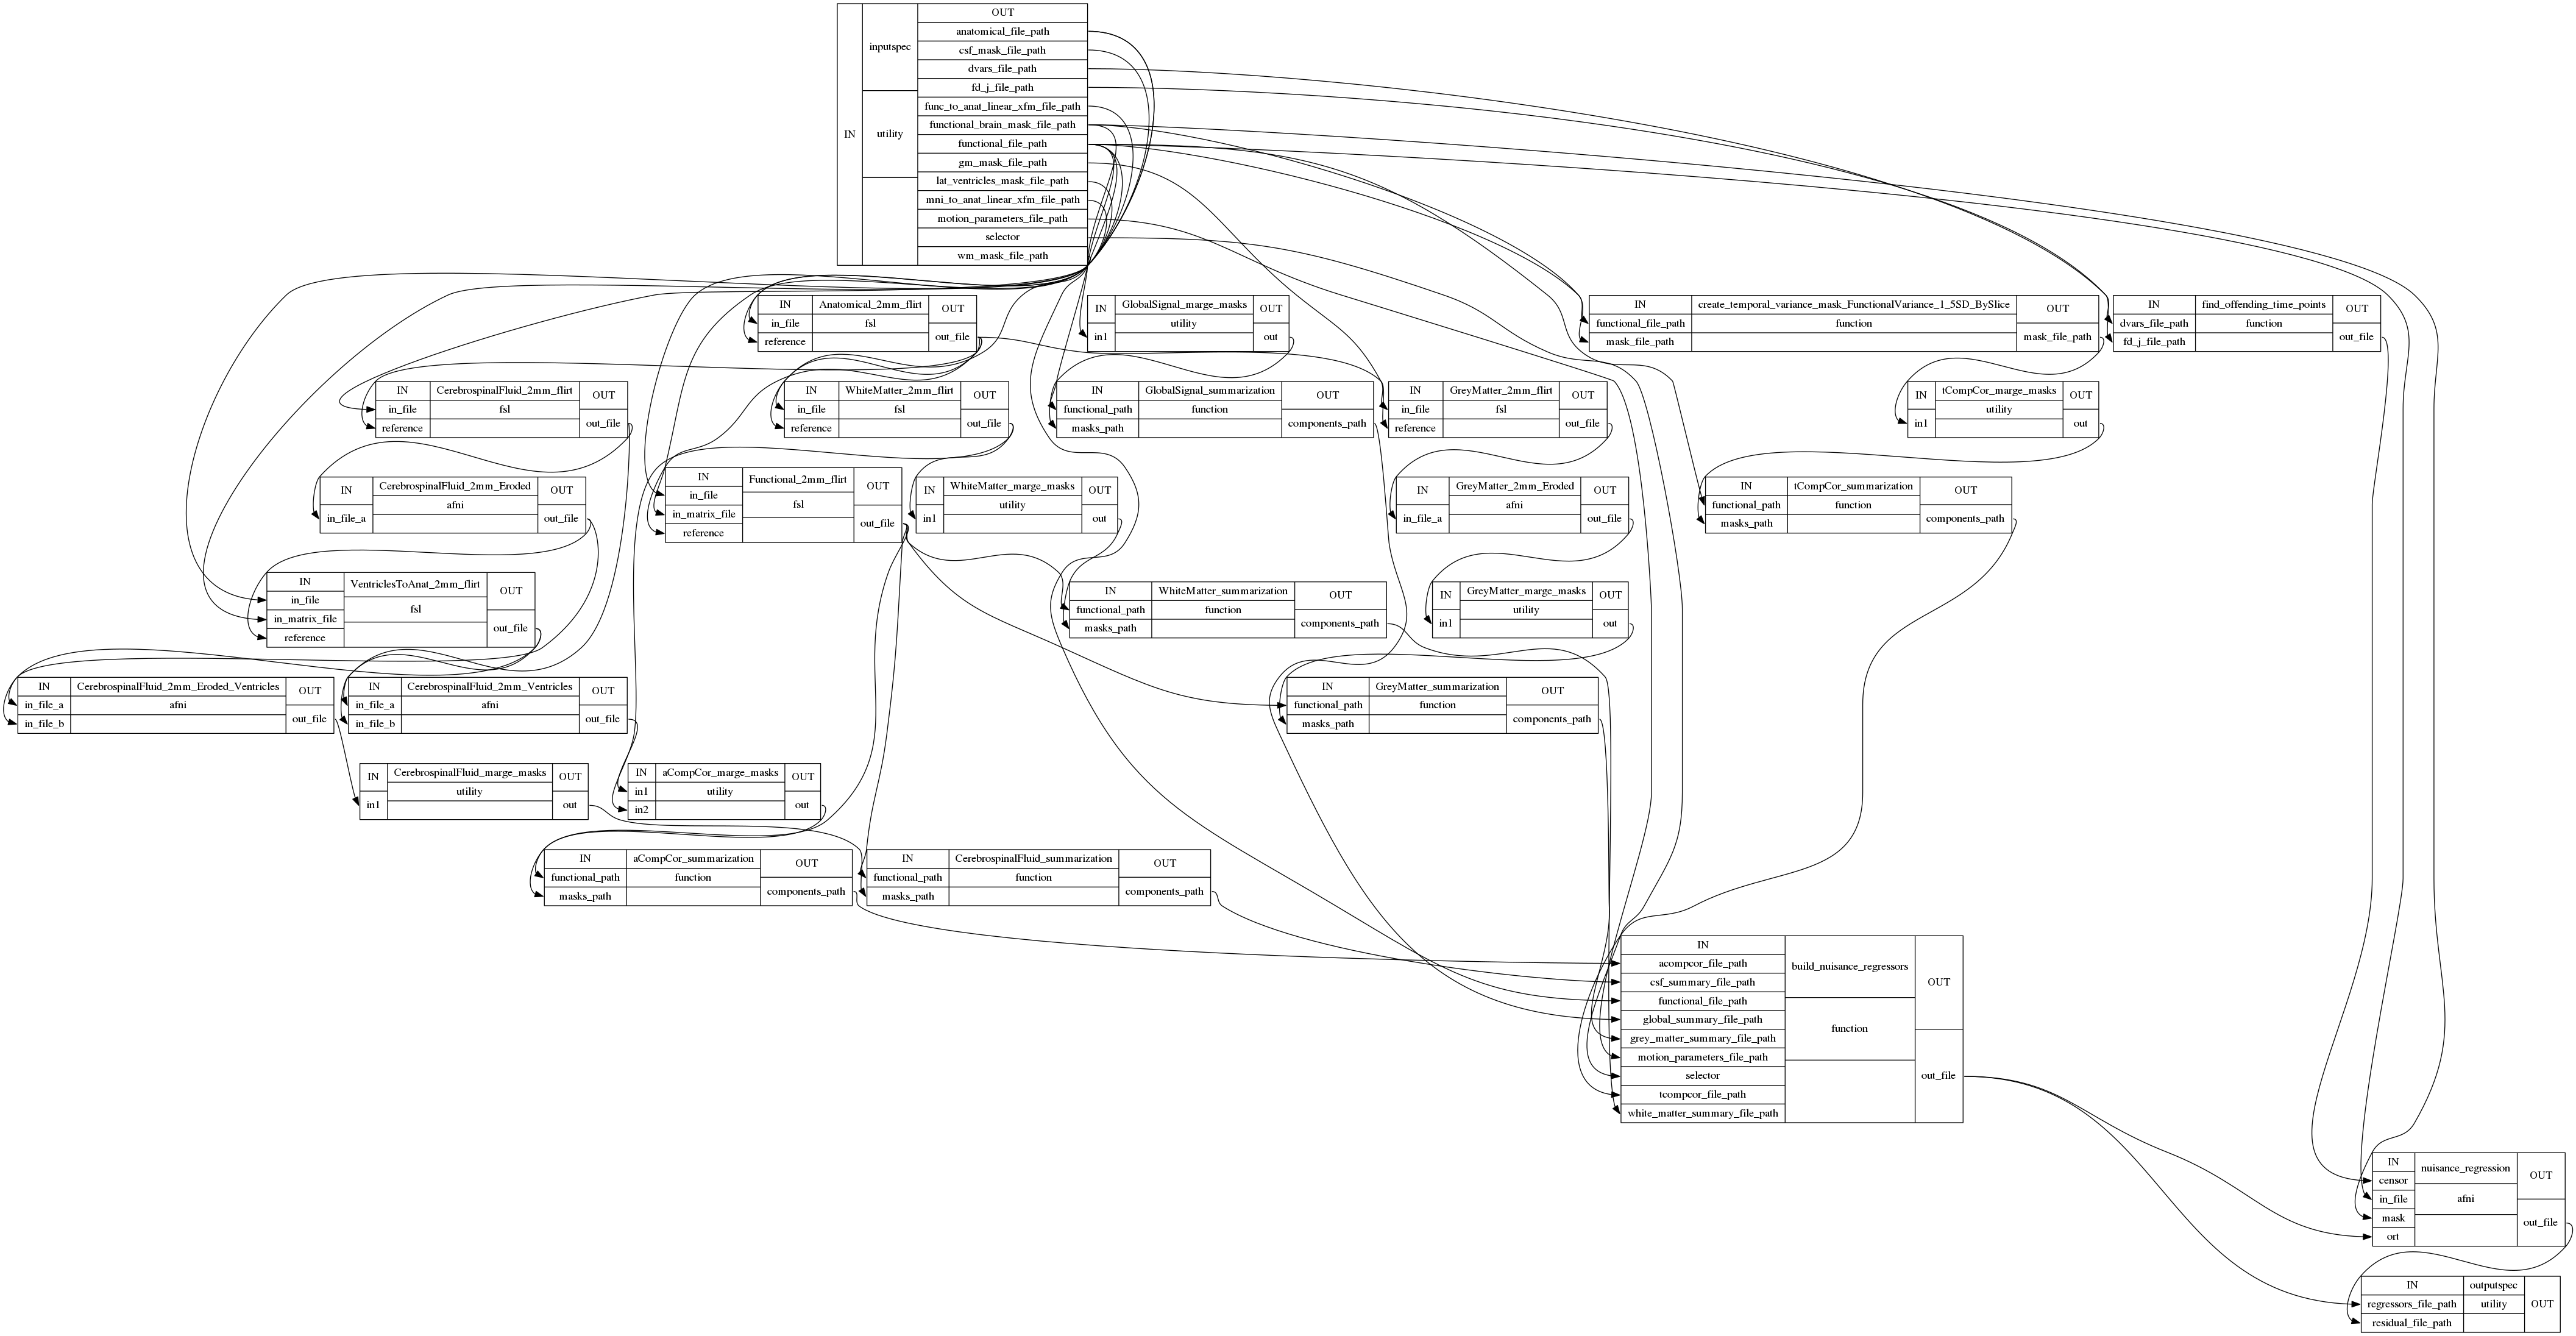 IN
inputspec
utility
OUT
anatomical_file_path
csf_mask_file_path
dvars_file_path
fd_j_file_path
func_to_anat_linear_xfm_file_path
functional_brain_mask_file_path
functional_file_path
gm_mask_file_path
lat_ventricles_mask_file_path
mni_to_anat_linear_xfm_file_path
motion_parameters_file_path
selector
wm_mask_file_path
IN
in_file
reference
Anatomical_2mm_flirt
fsl
OUT
out_file
IN
in1
GlobalSignal_marge_masks
utility
OUT
out
IN
functional_file_path
mask_file_path
create_temporal_variance_mask_FunctionalVariance_1_5SD_BySlice
function
OUT
mask_file_path
IN
dvars_file_path
fd_j_file_path
find_offending_time_points
function
OUT
out_file
IN
in_file
reference
CerebrospinalFluid_2mm_flirt
fsl
OUT
out_file
IN
in_file
reference
WhiteMatter_2mm_flirt
fsl
OUT
out_file
IN
functional_path
masks_path
GlobalSignal_summarization
function
OUT
components_path
IN
in_file
reference
GreyMatter_2mm_flirt
fsl
OUT
out_file
IN
in1
tCompCor_marge_masks
utility
OUT
out
IN
in_file_a
CerebrospinalFluid_2mm_Eroded
afni
OUT
out_file
IN
in_file
in_matrix_file
reference
Functional_2mm_flirt
fsl
OUT
out_file
IN
in1
WhiteMatter_marge_masks
utility
OUT
out
IN
in_file_a
GreyMatter_2mm_Eroded
afni
OUT
out_file
IN
functional_path
masks_path
tCompCor_summarization
function
OUT
components_path
IN
in_file
in_matrix_file
reference
VentriclesToAnat_2mm_flirt
fsl
OUT
out_file
IN
functional_path
masks_path
WhiteMatter_summarization
function
OUT
components_path
IN
in1
GreyMatter_marge_masks
utility
OUT
out
IN
in_file_a
in_file_b
CerebrospinalFluid_2mm_Eroded_Ventricles
afni
OUT
out_file
IN
in_file_a
in_file_b
CerebrospinalFluid_2mm_Ventricles
afni
OUT
out_file
IN
functional_path
masks_path
GreyMatter_summarization
function
OUT
components_path
IN
in1
CerebrospinalFluid_marge_masks
utility
OUT
out
IN
in1
in2
aCompCor_marge_masks
utility
OUT
out
IN
functional_path
masks_path
aCompCor_summarization
function
OUT
components_path
IN
functional_path
masks_path
CerebrospinalFluid_summarization
function
OUT
components_path
IN
acompcor_file_path
csf_summary_file_path
functional_file_path
global_summary_file_path
grey_matter_summary_file_path
motion_parameters_file_path
selector
tcompcor_file_path
white_matter_summary_file_path
build_nuisance_regressors
function
OUT
out_file
IN
censor
in_file
mask
ort
nuisance_regression
afni
OUT
out_file
IN
regressors_file_path
residual_file_path
outputspec
utility
OUT